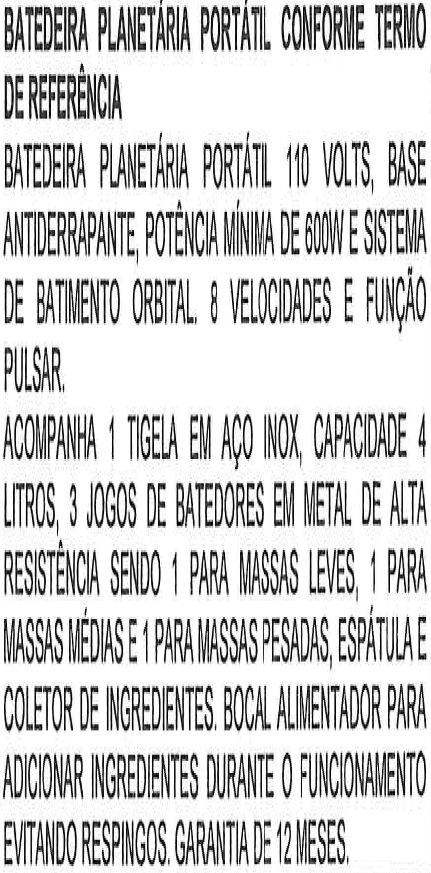 BATEDEIRA PLANETÁRIA PORTÁTIL CONFORME TERMO
DE REFERÊNCIA
BATEDEIRA PLANETÁRIA PORTÁTIL 110 VOLTS, BASE
ANTIDERRAPANTE, POTÊNCIA MÍNIMA DE 600W E SISTEMA
DE BATIMENTO ORBITAL. 8 VELOCIDADES E FUNÇÃO
PULSAR.
ACOMPANHA 1 TIGELA EM AÇO INOX, CAPACIDADE 4
LITROS, 3 JOGOS DE BATEDORES EM METAL DE ALTA
RESISTÊNCIA SENDO 1 PARA MASSAS LEVES, 1 PARA
MASSAS MÉDIAS E 1 PARA MASSAS PESADAS, ESPÁTULA E
COLETOR DE INGREDIENTES. BOCAL ALIMENTADOR PARA
ADICIONAR INGREDIENTES DURANTE O FUNCIONAMENTO
EVITANDO RESPINGOS. GARANTIA DE 12 MESES.